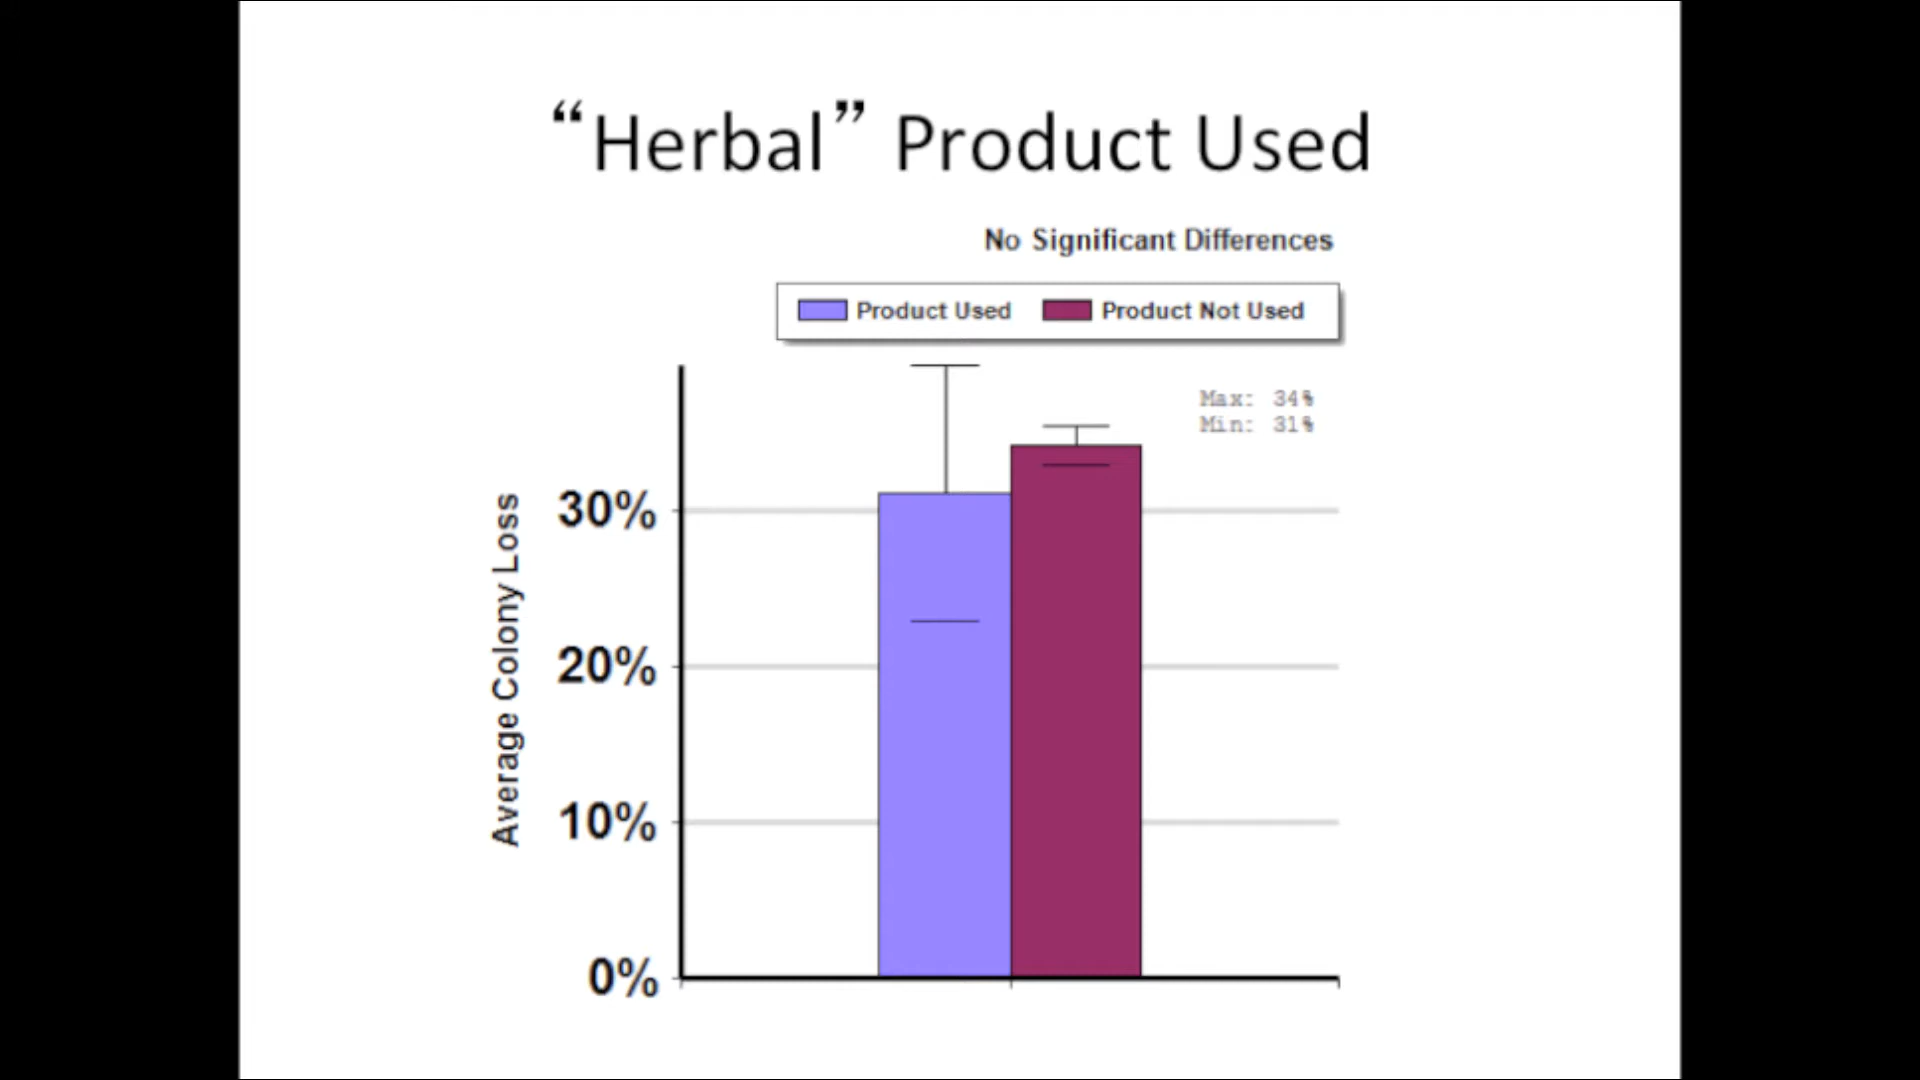 “Herbal” Product Used
No Significant Differences
Product Used
Product Not Used
Max: 34%
Min: 31%
Average Colony Loss
30%
20%
10%
0%